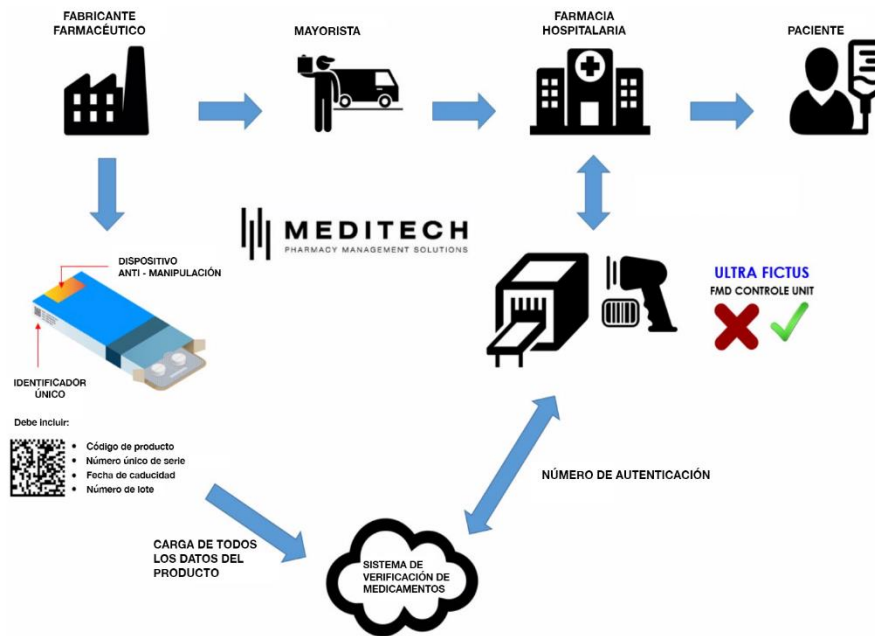 FABRICANTE
FARMACÉUTICO
MAYORISTA
FARMACIA
HOSPITALARIA
PACIENTE
MEDITECH
PHARMACY MANAGEMENT SOLUTIONS
DISPOSITIVO
ANTI - MANIPULACIÓN
ULTRA FICTUS
FMD CONTROLE UNIT
IDENTIFICADOR
ÚNICO
Debe incluir:
• Código de producto
• Número único de serie
• Fecha de caducidad
• Número de lote
NÚMERO DE AUTENTICACIÓN
CARGA DE TODOS
LOS DATOS DEL
PRODUCTO
SISTEMA DE
VERIFICACIÓN DE
MEDICAMENTOS